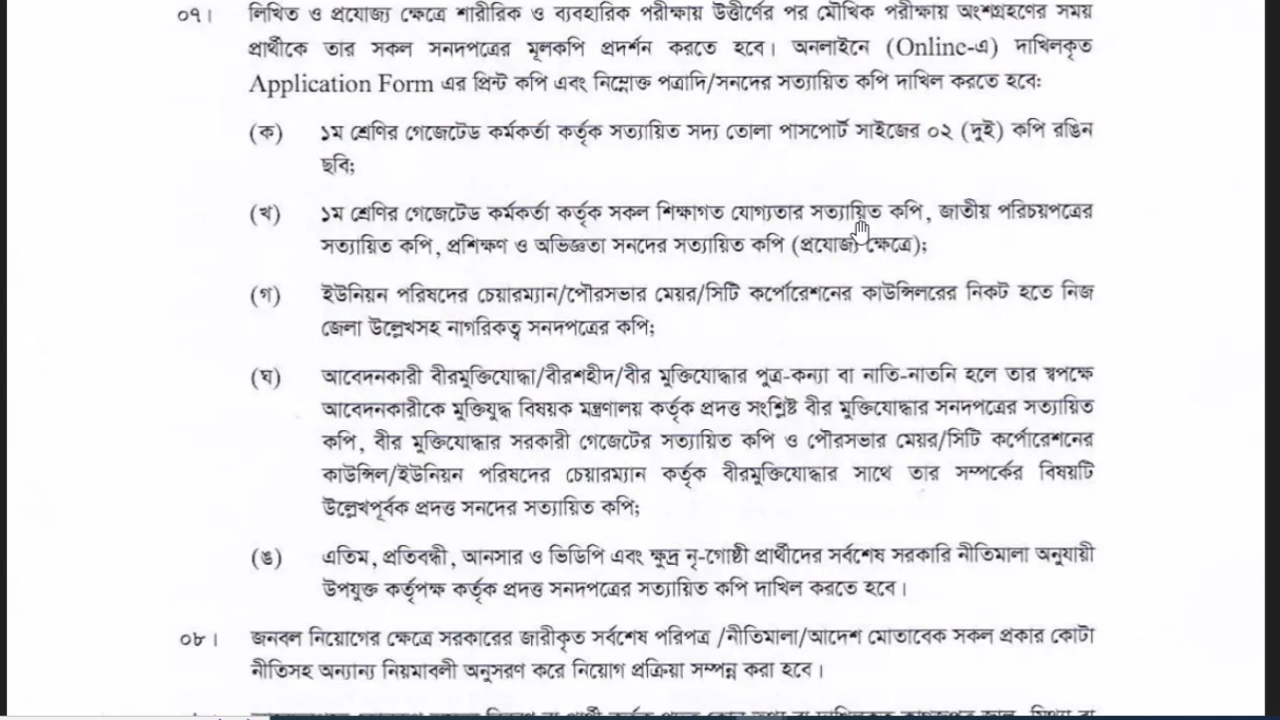 ০৭। লিখিত ও প্রযোজ্য ক্ষেত্রে শারীরিক ও ব্যবহারিক পরীক্ষায় উত্তীর্ণের পর মৌখিক পরীক্ষায় অংশগ্রহণের সময়
প্রার্থীকে তার সকল সনদপত্রের মূলকপি প্রদর্শন করতে হবে। অনলাইনে (Online-এ) দাখিলকৃত
Application Form এর প্রিন্ট কপি এবং নিম্নোক্ত পত্রাদি/সনদের সত্যায়িত কপি দাখিল করতে হবেঃ
(ক) ১ম শ্রেণির গেজেটেড কর্মকর্তা কর্তৃক সত্যায়িত সদ্য তোলা পাসপোর্ট সাইজের ০২ (দুই) কপি রঙিন
ছবি;
(খ) ১ম শ্রেণির গেজেটেড কর্মকর্তা কর্তৃক সকল শিক্ষাগত যোগ্যতার সত্যায়িত কপি, জাতীয় পরিচয়পত্রের
সত্যায়িত কপি, প্রশিক্ষণ ও অভিজ্ঞতা সনদের সত্যায়িত কপি (প্রযোজ্য ক্ষেত্রে);
(গ) ইউনিয়ন পরিষদের চেয়ারম্যান/পৌরসভার মেয়র/সিটি কর্পোরেশনের কাউন্সিলরের নিকট হতে নিজ
জেলা উল্লেখসহ নাগরিকত্ব সনদপত্রের কপি;
(ঘ) আবেদনকারী বীরমুক্তিযোদ্ধা/বীরশহীদ/বীর মুক্তিযোদ্ধার পুত্র-কন্যা বা নাতি-নাতনি হলে তার স্বপক্ষে
আবেদনকারীকে মুক্তিযুদ্ধ বিষয়ক মন্ত্রণালয় কর্তৃক প্রদত্ত সংশ্লিষ্ট বীর মুক্তিযোদ্ধার সনদপত্রের সত্যায়িত
কপি, বীর মুক্তিযোদ্ধার সরকারী গেজেটের সত্যায়িত কপি ও পৌরসভার মেয়র/সিটি কর্পোরেশনের
কাউন্সিল/ইউনিয়ন পরিষদের চেয়ারম্যান কর্তৃক বীরমুক্তিযোদ্ধার সাথে তার সম্পর্কের বিষয়টি
উল্লেখপূর্বক প্রদত্ত সনদের সত্যায়িত কপি;
(ঙ) এতিম, প্রতিবন্ধী, আনসার ও ভিডিপি এবং ক্ষুদ্র নৃ-গোষ্ঠী প্রার্থীদের সর্বশেষ সরকারি নীতিমালা অনুযায়ী
উপযুক্ত কর্তৃপক্ষ কর্তৃক প্রদত্ত সনদপত্রের সত্যায়িত কপি দাখিল করতে হবে।
০৮। জনবল নিয়োগের ক্ষেত্রে সরকারের জারীকৃত সর্বশেষ পরিপত্র /নীতিমালা/আদেশ মোতাবেক সকল প্রকার কোটা
নীতিসহ অন্যান্য নিয়মাবলী অনুসরণ করে নিয়োগ প্রক্রিয়া সম্পন্ন করা হবে।